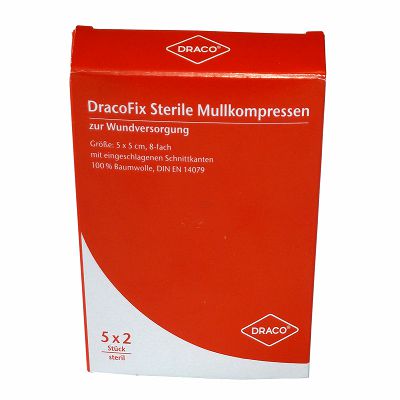 DRACO®
DracoFix Sterile Mullkompressen
zur Wundversorgung
Größe: 5 x 5 cm, 8-fach
mit eingeschlagenen Schnittkanten
100 % Baumwolle, DIN EN 14079
DRACO®
5 x 2
Stück
steril